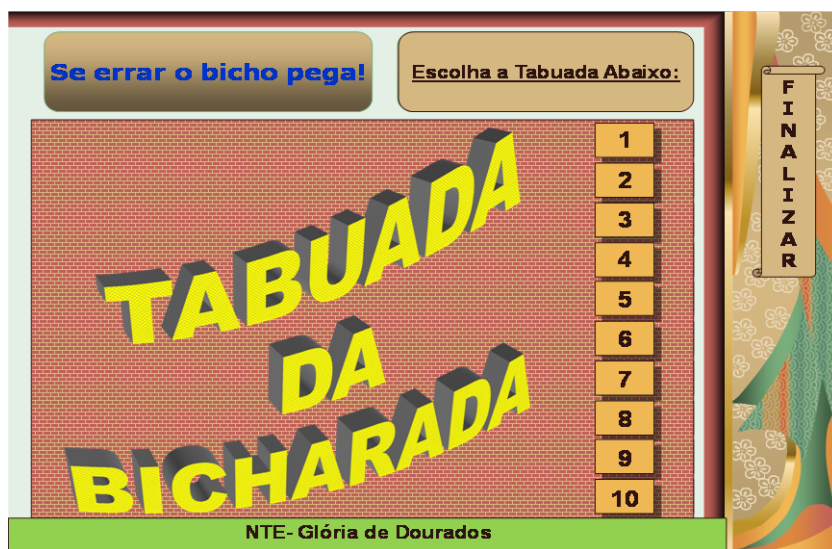 Se errar o bicho pega!
Escolha a Tabuada Abaixo:
TABUADA
DA
BICHARADA
1
2
3
4
5
6
7
8
9
10
FINALIZAR
NTE- Glória de Dourados